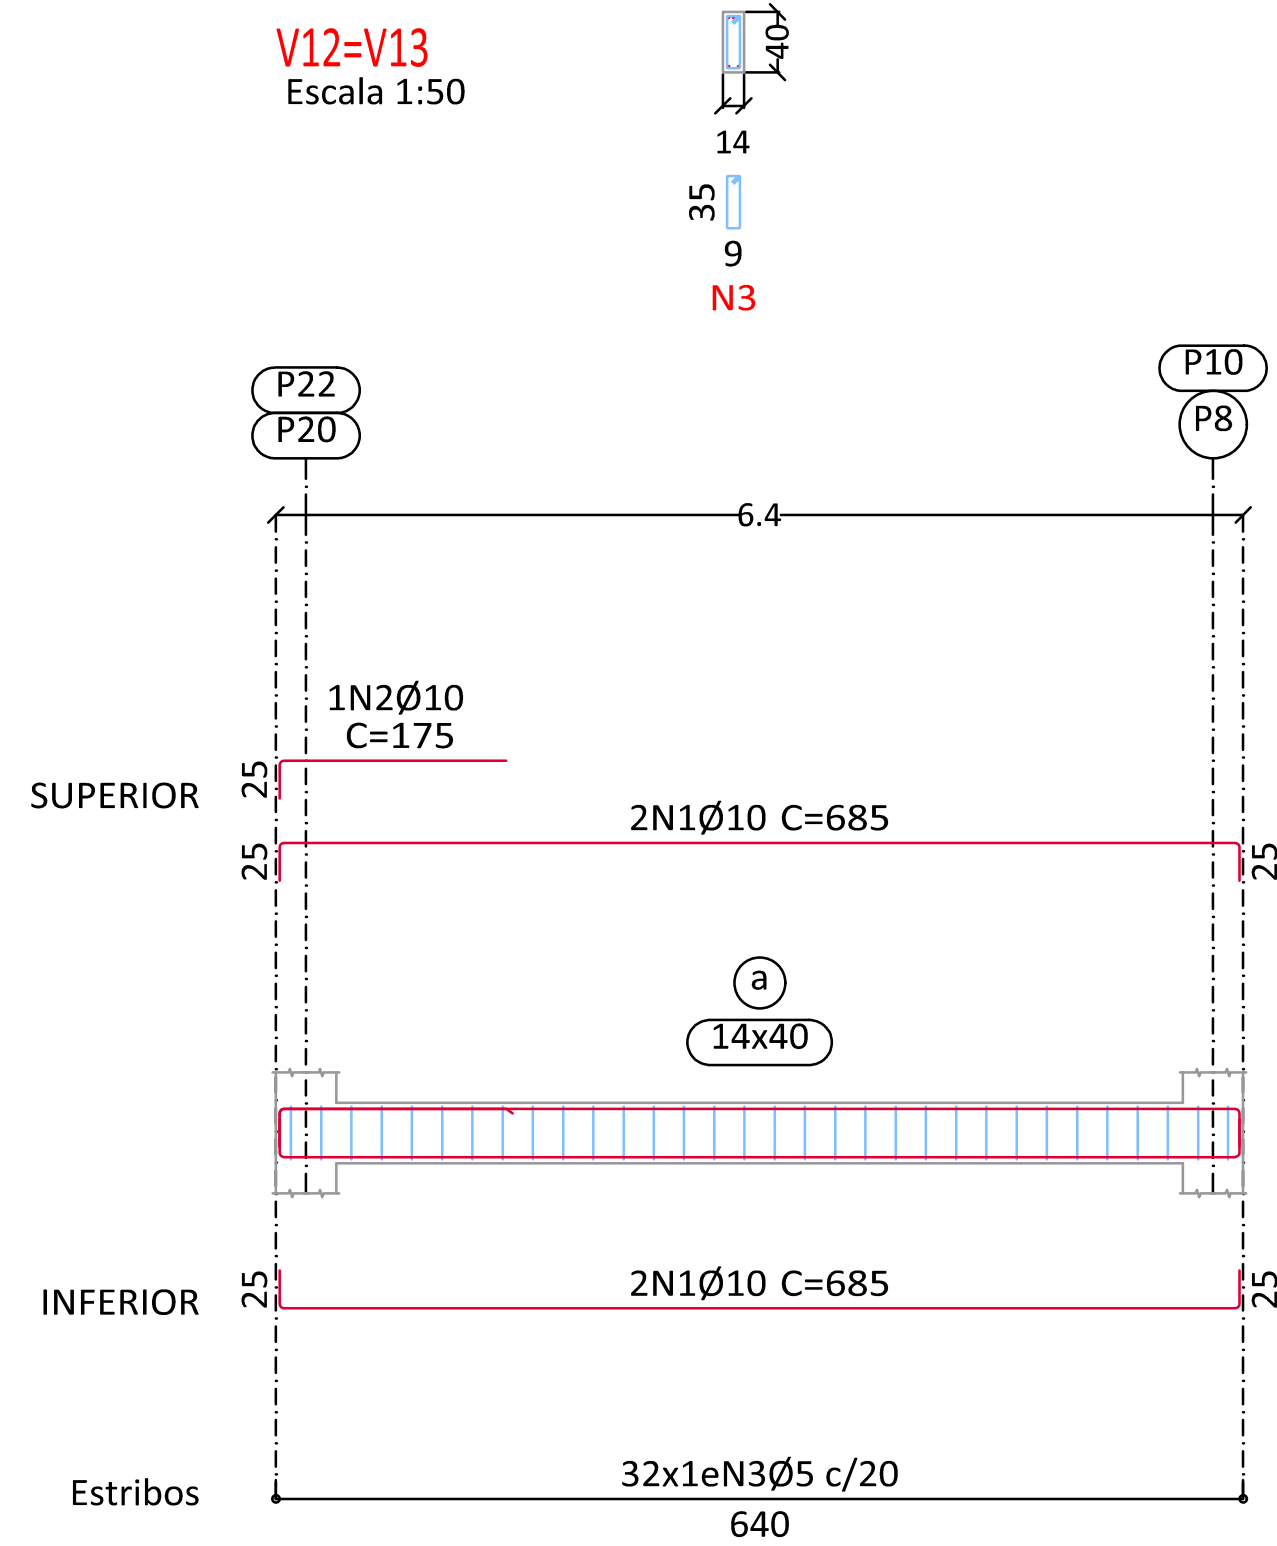 V12=V13
Escala 1:50
40
14
35
9
N3
P22
P20
P10
P8
6.4
1N2Ø10
C=175
25
SUPERIOR
2N1Ø10 C=685
25
25
a
14x40
2N1Ø10 C=685
25
25
INFERIOR
32x1eN3Ø5 c/20
Estribos
640